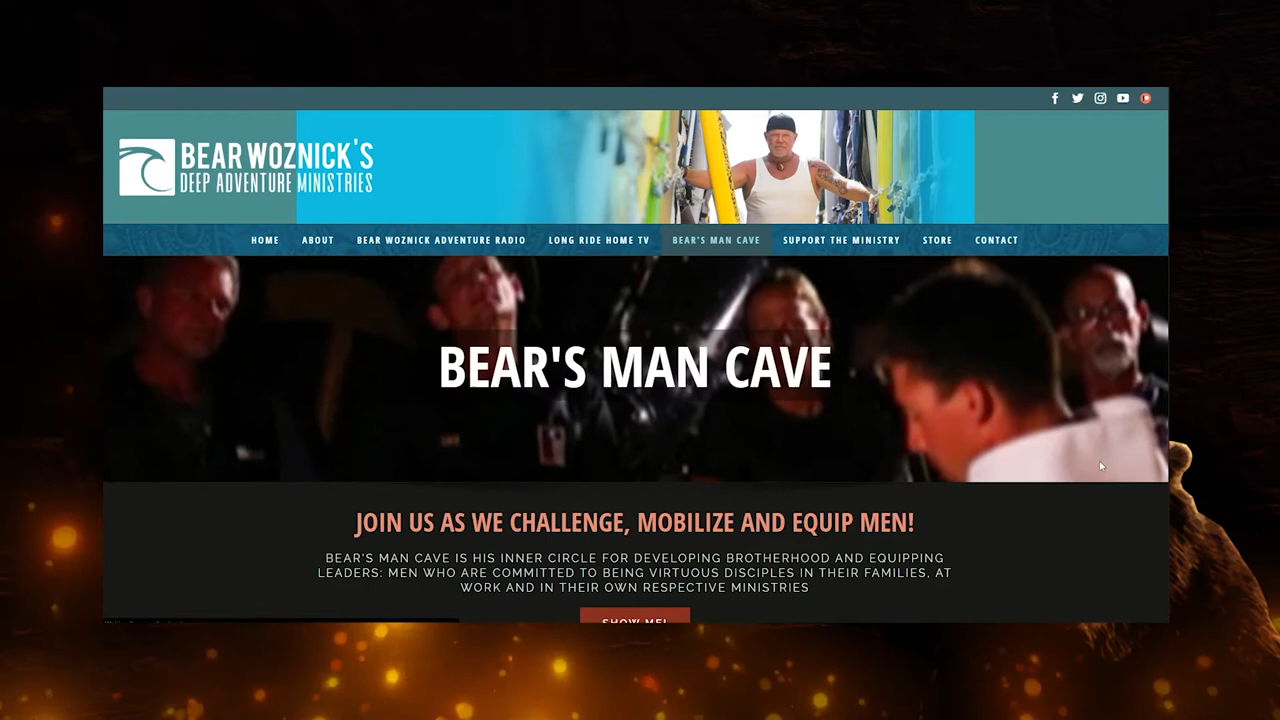 BEAR WOZNICK'S
DEEP ADVENTURE MINISTRIES
HOME ABOUT BEAR WOZNICK ADVENTURE RADIO LONG RIDE HOME TV BEAR'S MAN CAVE SUPPORT THE MINISTRY STORE CONTACT
BEAR'S MAN CAVE
JOIN US AS WE CHALLENGE, MOBILIZE AND EQUIP MEN!
BEAR'S MAN CAVE IS HIS INNER CIRCLE FOR DEVELOPING BROTHERHOOD AND EQUIPPING
LEADERS: MEN WHO ARE COMMITTED TO BEING VIRTUOUS DISCIPLES IN THEIR FAMILIES, AT
WORK AND IN THEIR OWN RESPECTIVE MINISTRIES
SHOW ME!